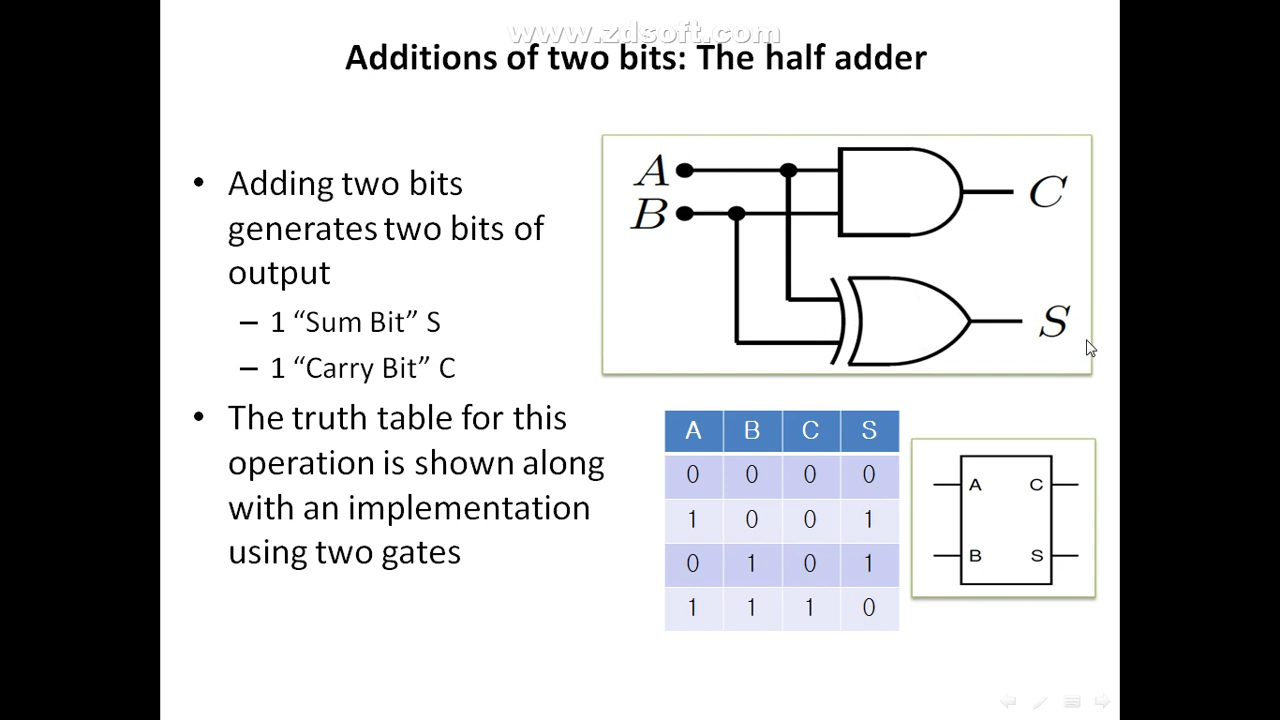 www.zdsoft.com
Additions of two bits: The half adder
• Adding two bits
generates two bits of
output
– 1 “Sum Bit” S
– 1 “Carry Bit” C
• The truth table for this
operation is shown along
with an implementation
using two gates
A
B
C
S
A B C S
0 0 0 0
1 0 0 1
0 1 0 1
1 1 1 0
A C
B S